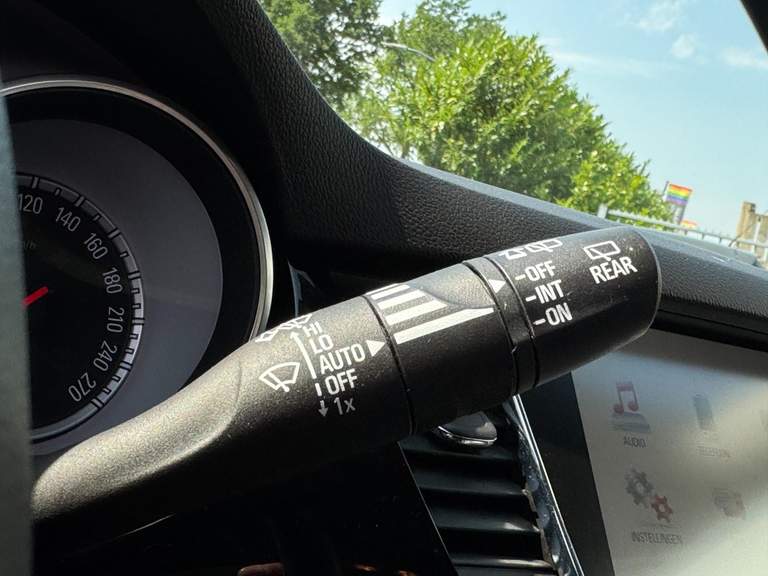 120
140
160
180
210
240
270
HI
LO
AUTO
OFF
1x
OFF
INT
ON
REAR
AUDIO
TELEFOON
INSTELLINGEN